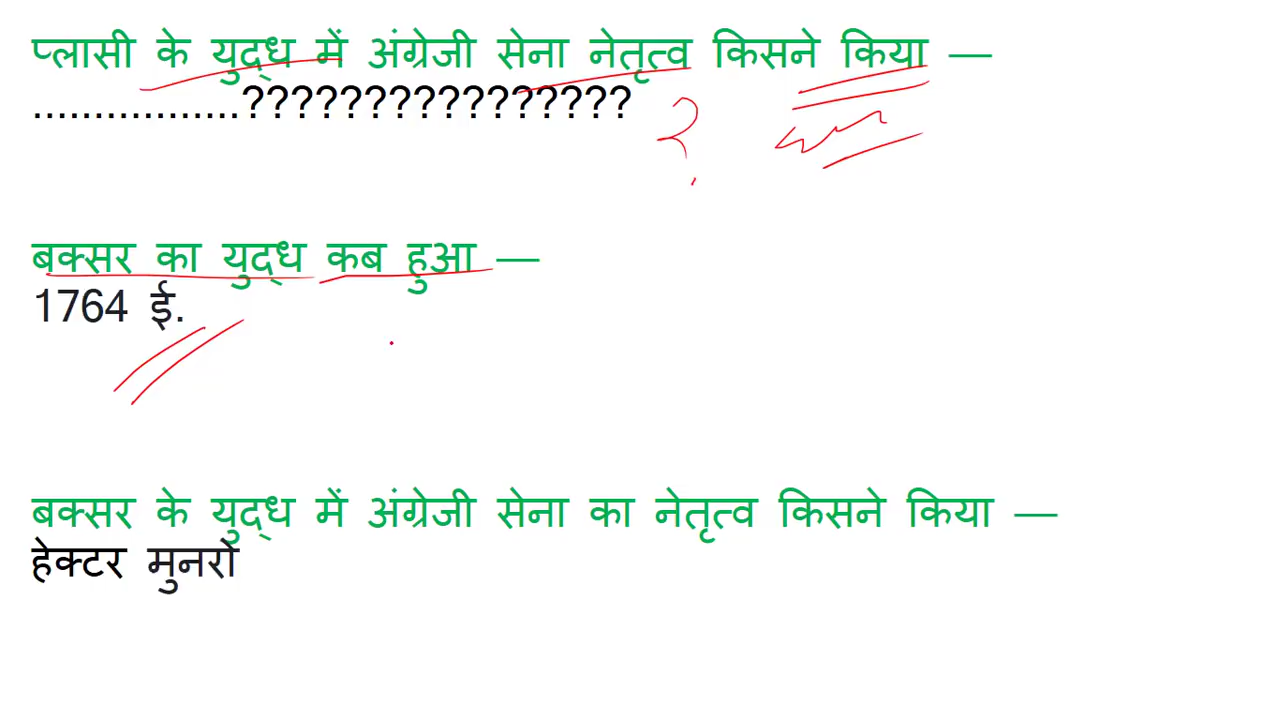 प्लासी के युद्ध में अंग्रेजी सेना नेतृत्व किसने किया —
.................????????????????
?
बक्सर का युद्ध कब हुआ —
1764 ई.
बक्सर के युद्ध में अंग्रेजी सेना का नेतृत्व किसने किया —
हेक्टर मुनरो